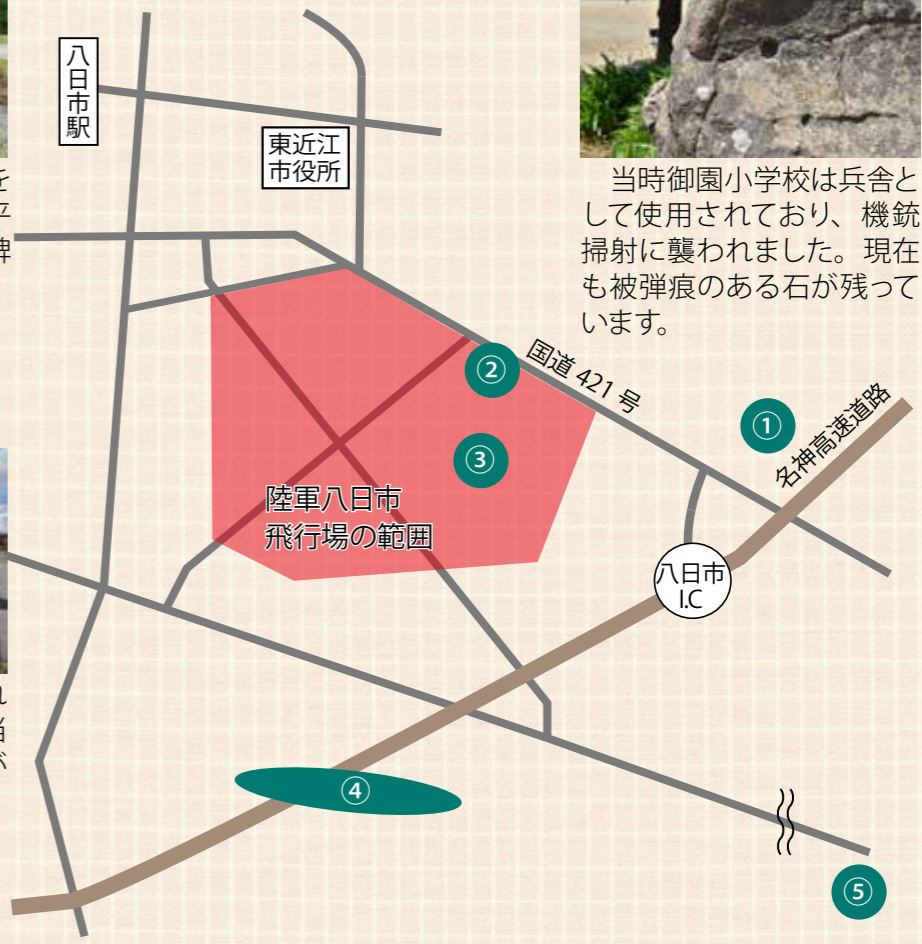 八日市駅
東近江
市役所
当時御園小学校は兵舎と
して使用されており、機銃
掃射に襲われました。現在
も被弾痕のある石が残って
います。
を
碑
国道 421 号
②
①
名神高速道路
③
陸軍八日市
飛行場の範囲
八日市
I.C
れ
が
④
⑤